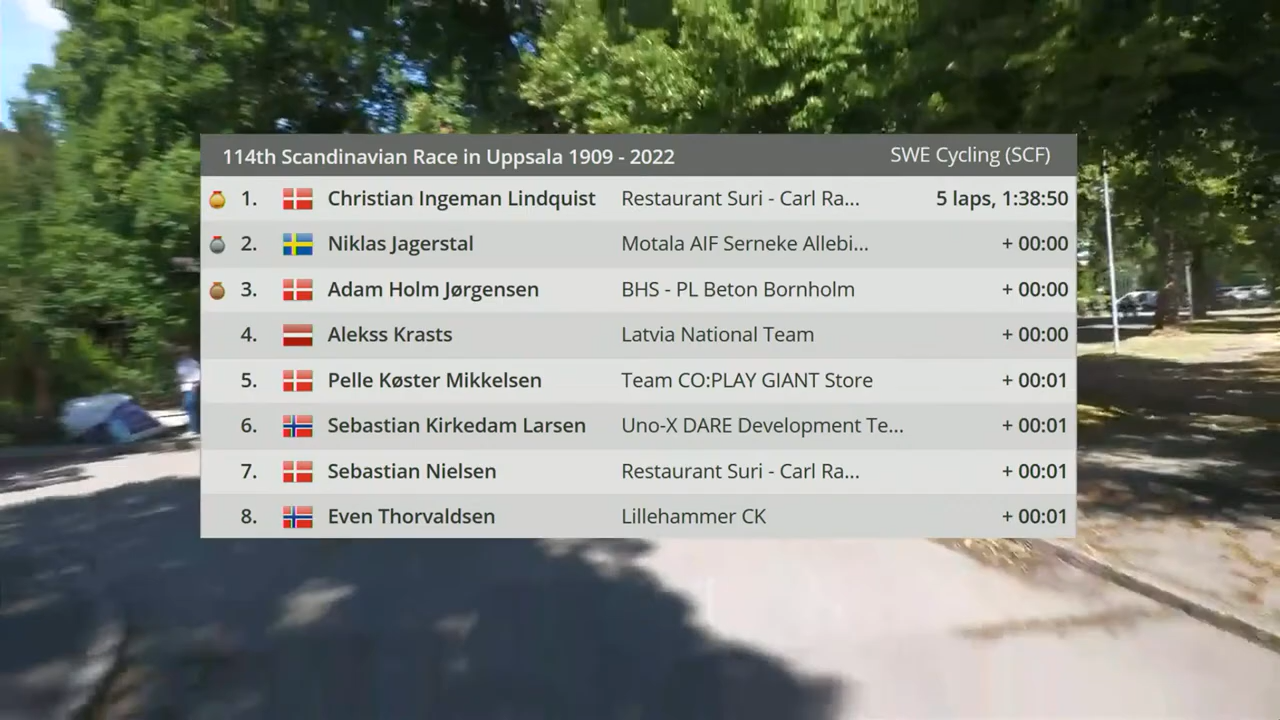 114th Scandinavian Race in Uppsala 1909 - 2022 SWE Cycling (SCF)
1. Christian Ingeman Lindquist Restaurant Suri - Carl Ra... 5 laps, 1:38:50
2. Niklas Jagerstal Motala AIF Serneke Allebi... + 00:00
3. Adam Holm Jørgensen BHS - PL Beton Bornholm + 00:00
4. Alekss Krasts Latvia National Team + 00:00
5. Pelle Køster Mikkelsen Team CO:PLAY GIANT Store + 00:01
6. Sebastian Kirkedam Larsen Uno-X DARE Development Te... + 00:01
7. Sebastian Nielsen Restaurant Suri - Carl Ra... + 00:01
8. Even Thorvaldsen Lillehammer CK + 00:01